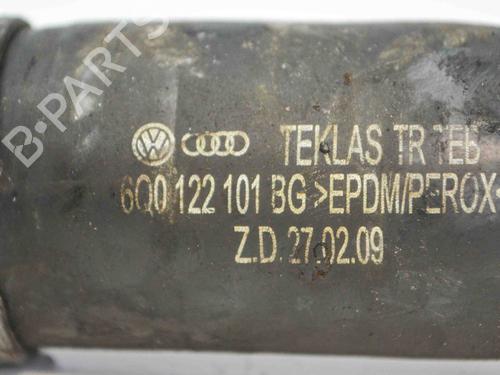 B-PARTS
TEKLAS TR TEB
6Q0 122 101 BG >EPDM/PEROX
Z.D. 27.02.09